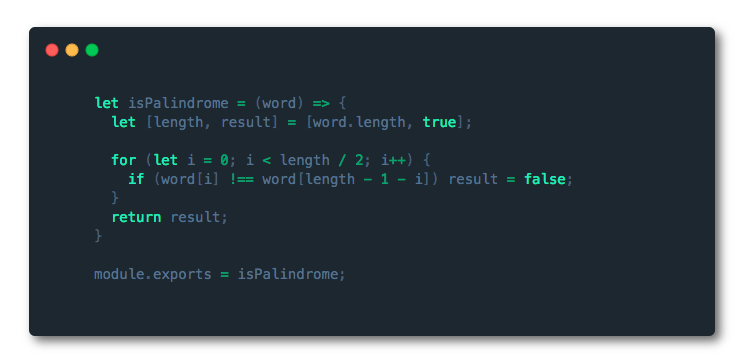 let isPalindrome = (word) => {
  let [length, result] = [word.length, true];

  for (let i = 0; i < length / 2; i++) {
    if (word[i] !== word[length - 1 - i]) result = false;
  }
  return result;
}

module.exports = isPalindrome;